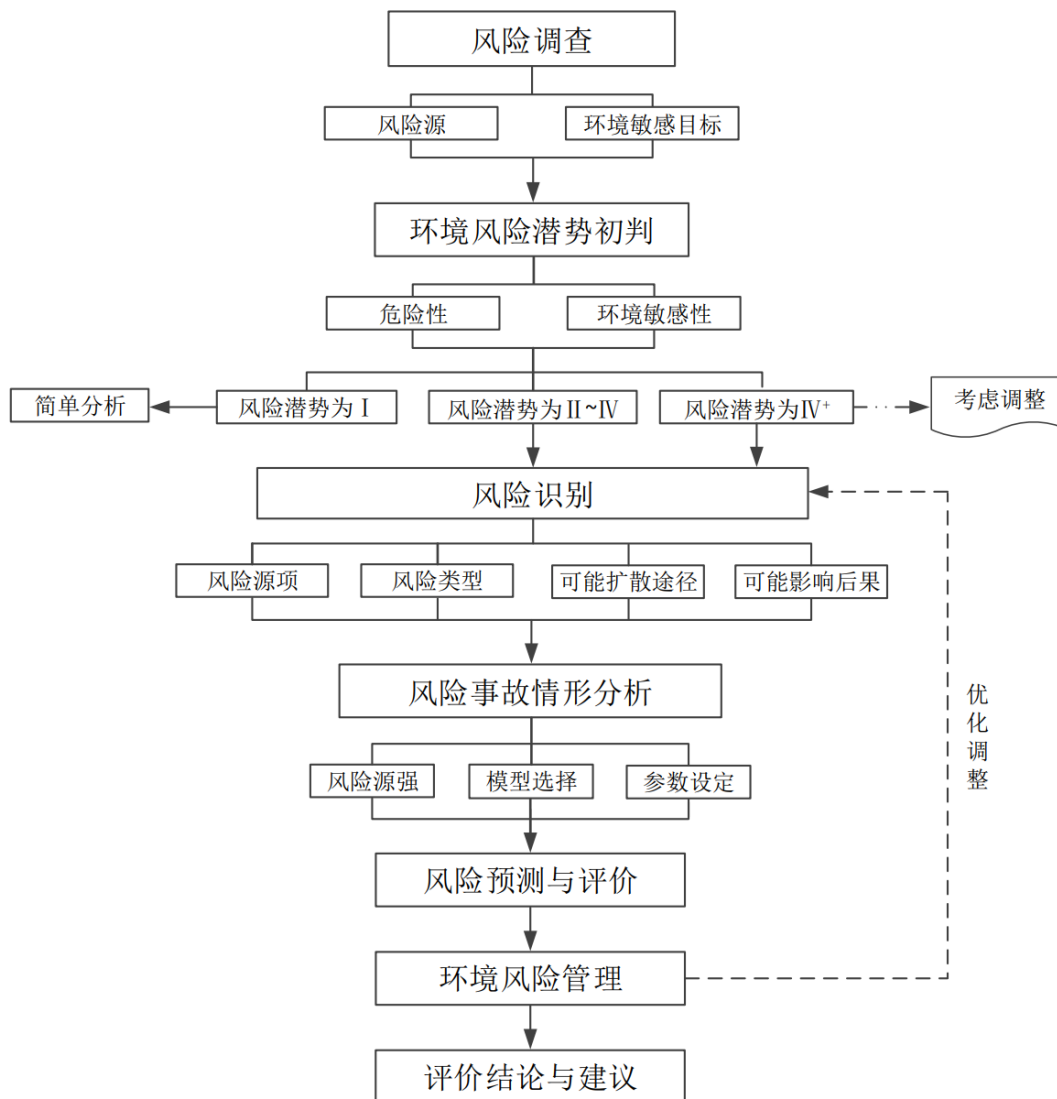 风险调查
风险源
环境敏感目标
环境风险潜势初判
危险性
环境敏感性
简单分析
风险潜势为Ⅰ
风险潜势为Ⅱ~Ⅳ
风险潜势为Ⅳ⁺
考虑调整
风险识别
风险源项
风险类型
可能扩散途径
可能影响后果
风险事故情形分析
风险源强
模型选择
参数设定
优化调整
风险预测与评价
环境风险管理
评价结论与建议